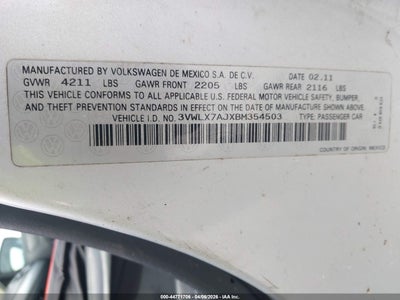 MANUFACTURED BY VOLKSWAGEN DE MEXICO S.A. DE C.V. 02.11
GVWR 4211 LBS GAWR FRONT 2205 LBS GAWR REAR 2116 LBS
THIS VEHICLE CONFORMS TO ALL APPLICABLE U.S. FEDERAL MOTOR VEHICLE SAFETY, BUMPER,
AND THEFT PREVENTION STANDARDS IN EFFECT ON THE DATE OF MANUFACTURE SHOWN ABOVE.
VEHICLE I.D. NO.: 3VWLX7AJXBM354503 TYPE: PASSENGER CAR
COUNTRY OF ORIGIN: MEXICO
000-44771706 | 04/06/2026 | IAA Inc.